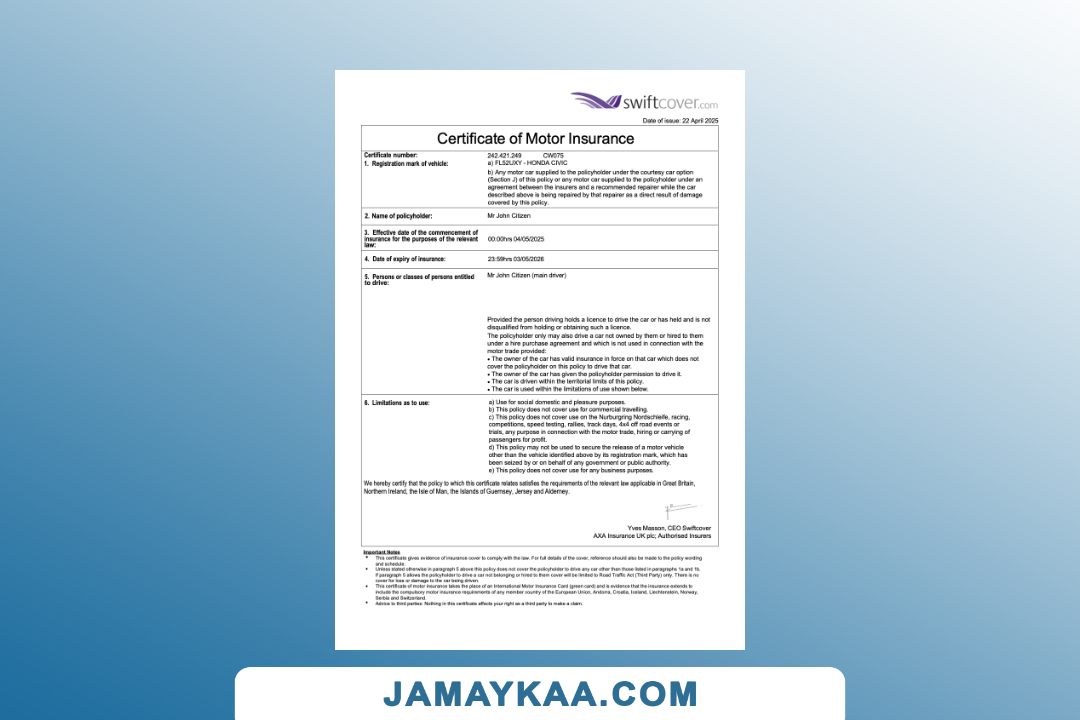 swiftcover.com
Date of issue: 22 April 2025
Certificate of Motor Insurance
Certificate number: 242.421.249 CW075
1. Registration mark of vehicle: a) FL52UXY - HONDA CIVIC
b) Any motor car supplied to the policyholder under the courtesy car option
(Section J) of this policy or any motor car supplied to the policyholder under an
agreement between the insurers and a recommended repairer while the car
described above is being repaired by that repairer as a direct result of damage
covered by this policy.
2. Name of policyholder: Mr John Citizen
3. Effective date of the commencement of
insurance for the purposes of the relevant
law:
00:00hrs 04/05/2025
4. Date of expiry of insurance: 23:59hrs 03/05/2026
5. Persons or classes of persons entitled
to drive:
Mr John Citizen (main driver)
Provided the person driving holds a licence to drive the car or has held and is not
disqualified from holding or obtaining such a licence.
The policyholder only may also drive a car not owned by them or hired to them
under a hire purchase agreement and which is not used in connection with the
motor trade provided:
• The owner of the car has valid insurance in force on that car which does not
cover the policyholder on this policy to drive that car.
• The owner of the car has given the policyholder permission to drive it.
• The car is driven within the territorial limits of this policy.
• The car is used within the limitations of use shown below.
6. Limitations as to use:
a) Use for social domestic and pleasure purposes.
b) This policy does not cover use for commercial travelling.
c) This policy does not cover use on the Nurburgring Nordschleife, racing,
competitions, speed testing, rallies, track days, 4x4 off road events or
trials, any purpose in connection with the motor trade, hiring or carrying of
passengers for profit.
d) This policy may not be used to secure the release of a motor vehicle
other than the vehicle identified above by its registration mark, which has
been seized by or on behalf of any government or public authority.
e) This policy does not cover use for any business purposes.
We hereby certify that the policy to which this certificate relates satisfies the requirements of the relevant law applicable in Great Britain,
Northern Ireland, the Isle of Man, the Islands of Guernsey, Jersey and Alderney.
Yves Masson, CEO Swiftcover
AXA Insurance UK plc; Authorised Insurers
Important Notes
• This certificate gives evidence of insurance cover to comply with the law. For full details of the cover, reference should also be made to the policy wording
and schedule.
• Unless stated otherwise in paragraph 5 above this policy does not cover the policyholder to drive any car other than those listed in paragraphs 1a and 1b.
If paragraph 5 allows the policyholder to drive a car not belonging or hired to them cover will be limited to Road Traffic Act (Third Party) only. There is no
cover for loss or damage to the car being driven.
• This certificate of motor insurance takes the place of an International Motor Insurance Card (green card) and is evidence that the insurance extends to
include the compulsory motor insurance requirements of any member country of the European Union, Andorra, Croatia, Iceland, Liechtenstein, Norway,
Serbia and Switzerland.
• Advice to third parties: Nothing in this certificate affects your right as a third party to make a claim.
JAMAYKAA.COM